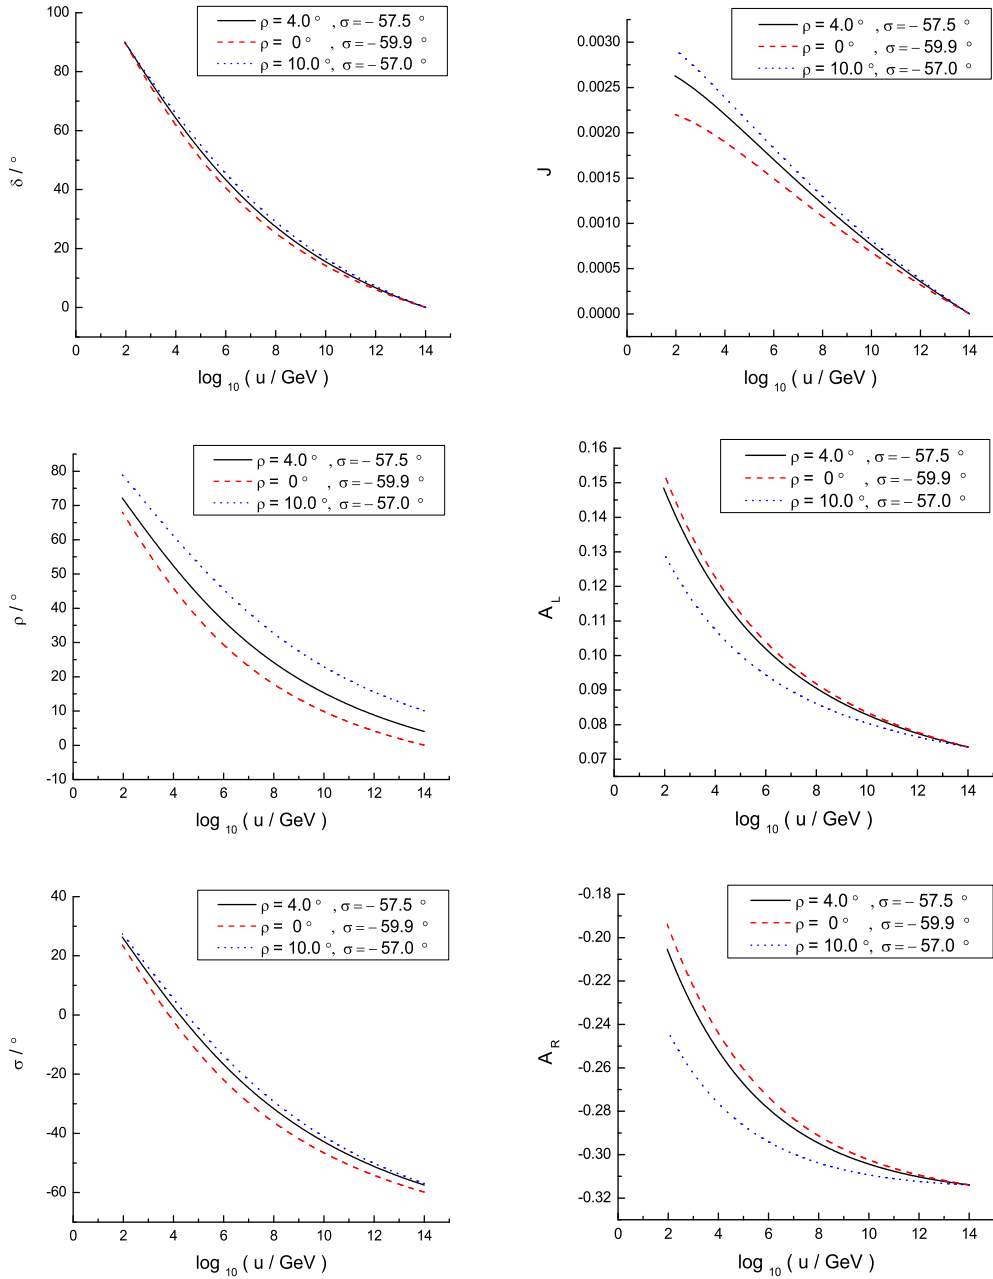 ρ = 4.0 ° , σ = – 57.5 °
ρ = 0 ° , σ = – 59.9 °
ρ = 10.0 °, σ = – 57.0 °
100
80
60
40
20
0
δ / °
0 2 4 6 8 10 12 14
log 10 ( u / GeV )
ρ = 4.0 ° , σ = – 57.5 °
ρ = 0 ° , σ = – 59.9 °
ρ = 10.0 °, σ = – 57.0 °
0.0030
0.0025
0.0020
0.0015
0.0010
0.0005
0.0000
J
0 2 4 6 8 10 12 14
log 10 ( u / GeV )
ρ = 4.0 ° , σ = – 57.5 °
ρ = 0 ° , σ = – 59.9 °
ρ = 10.0 °, σ = – 57.0 °
80
70
60
50
40
30
20
10
0
-10
ρ / °
0 2 4 6 8 10 12 14
log 10 ( u / GeV )
ρ = 4.0 ° , σ = – 57.5 °
ρ = 0 ° , σ = – 59.9 °
ρ = 10.0 °, σ = – 57.0 °
0.16
0.15
0.14
0.13
0.12
0.11
0.10
0.09
0.08
0.07
A L
0 2 4 6 8 10 12 14
log 10 ( u / GeV )
ρ = 4.0 ° , σ = – 57.5 °
ρ = 0 ° , σ = – 59.9 °
ρ = 10.0 °, σ = – 57.0 °
40
20
0
-20
-40
-60
σ / °
0 2 4 6 8 10 12 14
log 10 ( u / GeV )
ρ = 4.0 ° , σ = – 57.5 °
ρ = 0 ° , σ = – 59.9 °
ρ = 10.0 °, σ = – 57.0 °
-0.18
-0.20
-0.22
-0.24
-0.26
-0.28
-0.30
-0.32
A R
0 2 4 6 8 10 12 14
log 10 ( u / GeV )